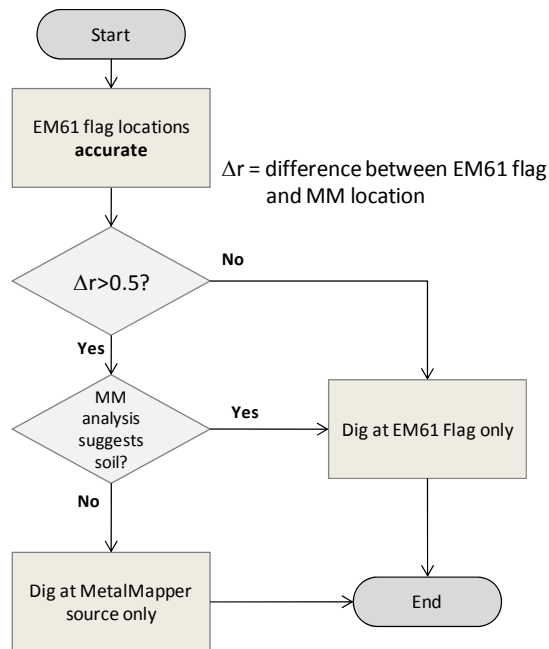 Start
EM61 flag locations
accurate
Δr = difference between EM61 flag
and MM location
Δr>0.5?
No
Yes
MM
analysis
suggests
soil?
Yes
Dig at EM61 Flag only
No
Dig at MetalMapper
source only
End